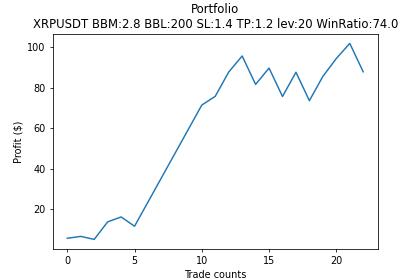 Portfolio
XRPUSDT BBM:2.8 BBL:200 SL:1.4 TP:1.2 lev:20 WinRatio:74.0
100
80
60
40
20
Profit ($)
0 5 10 15 20
Trade counts